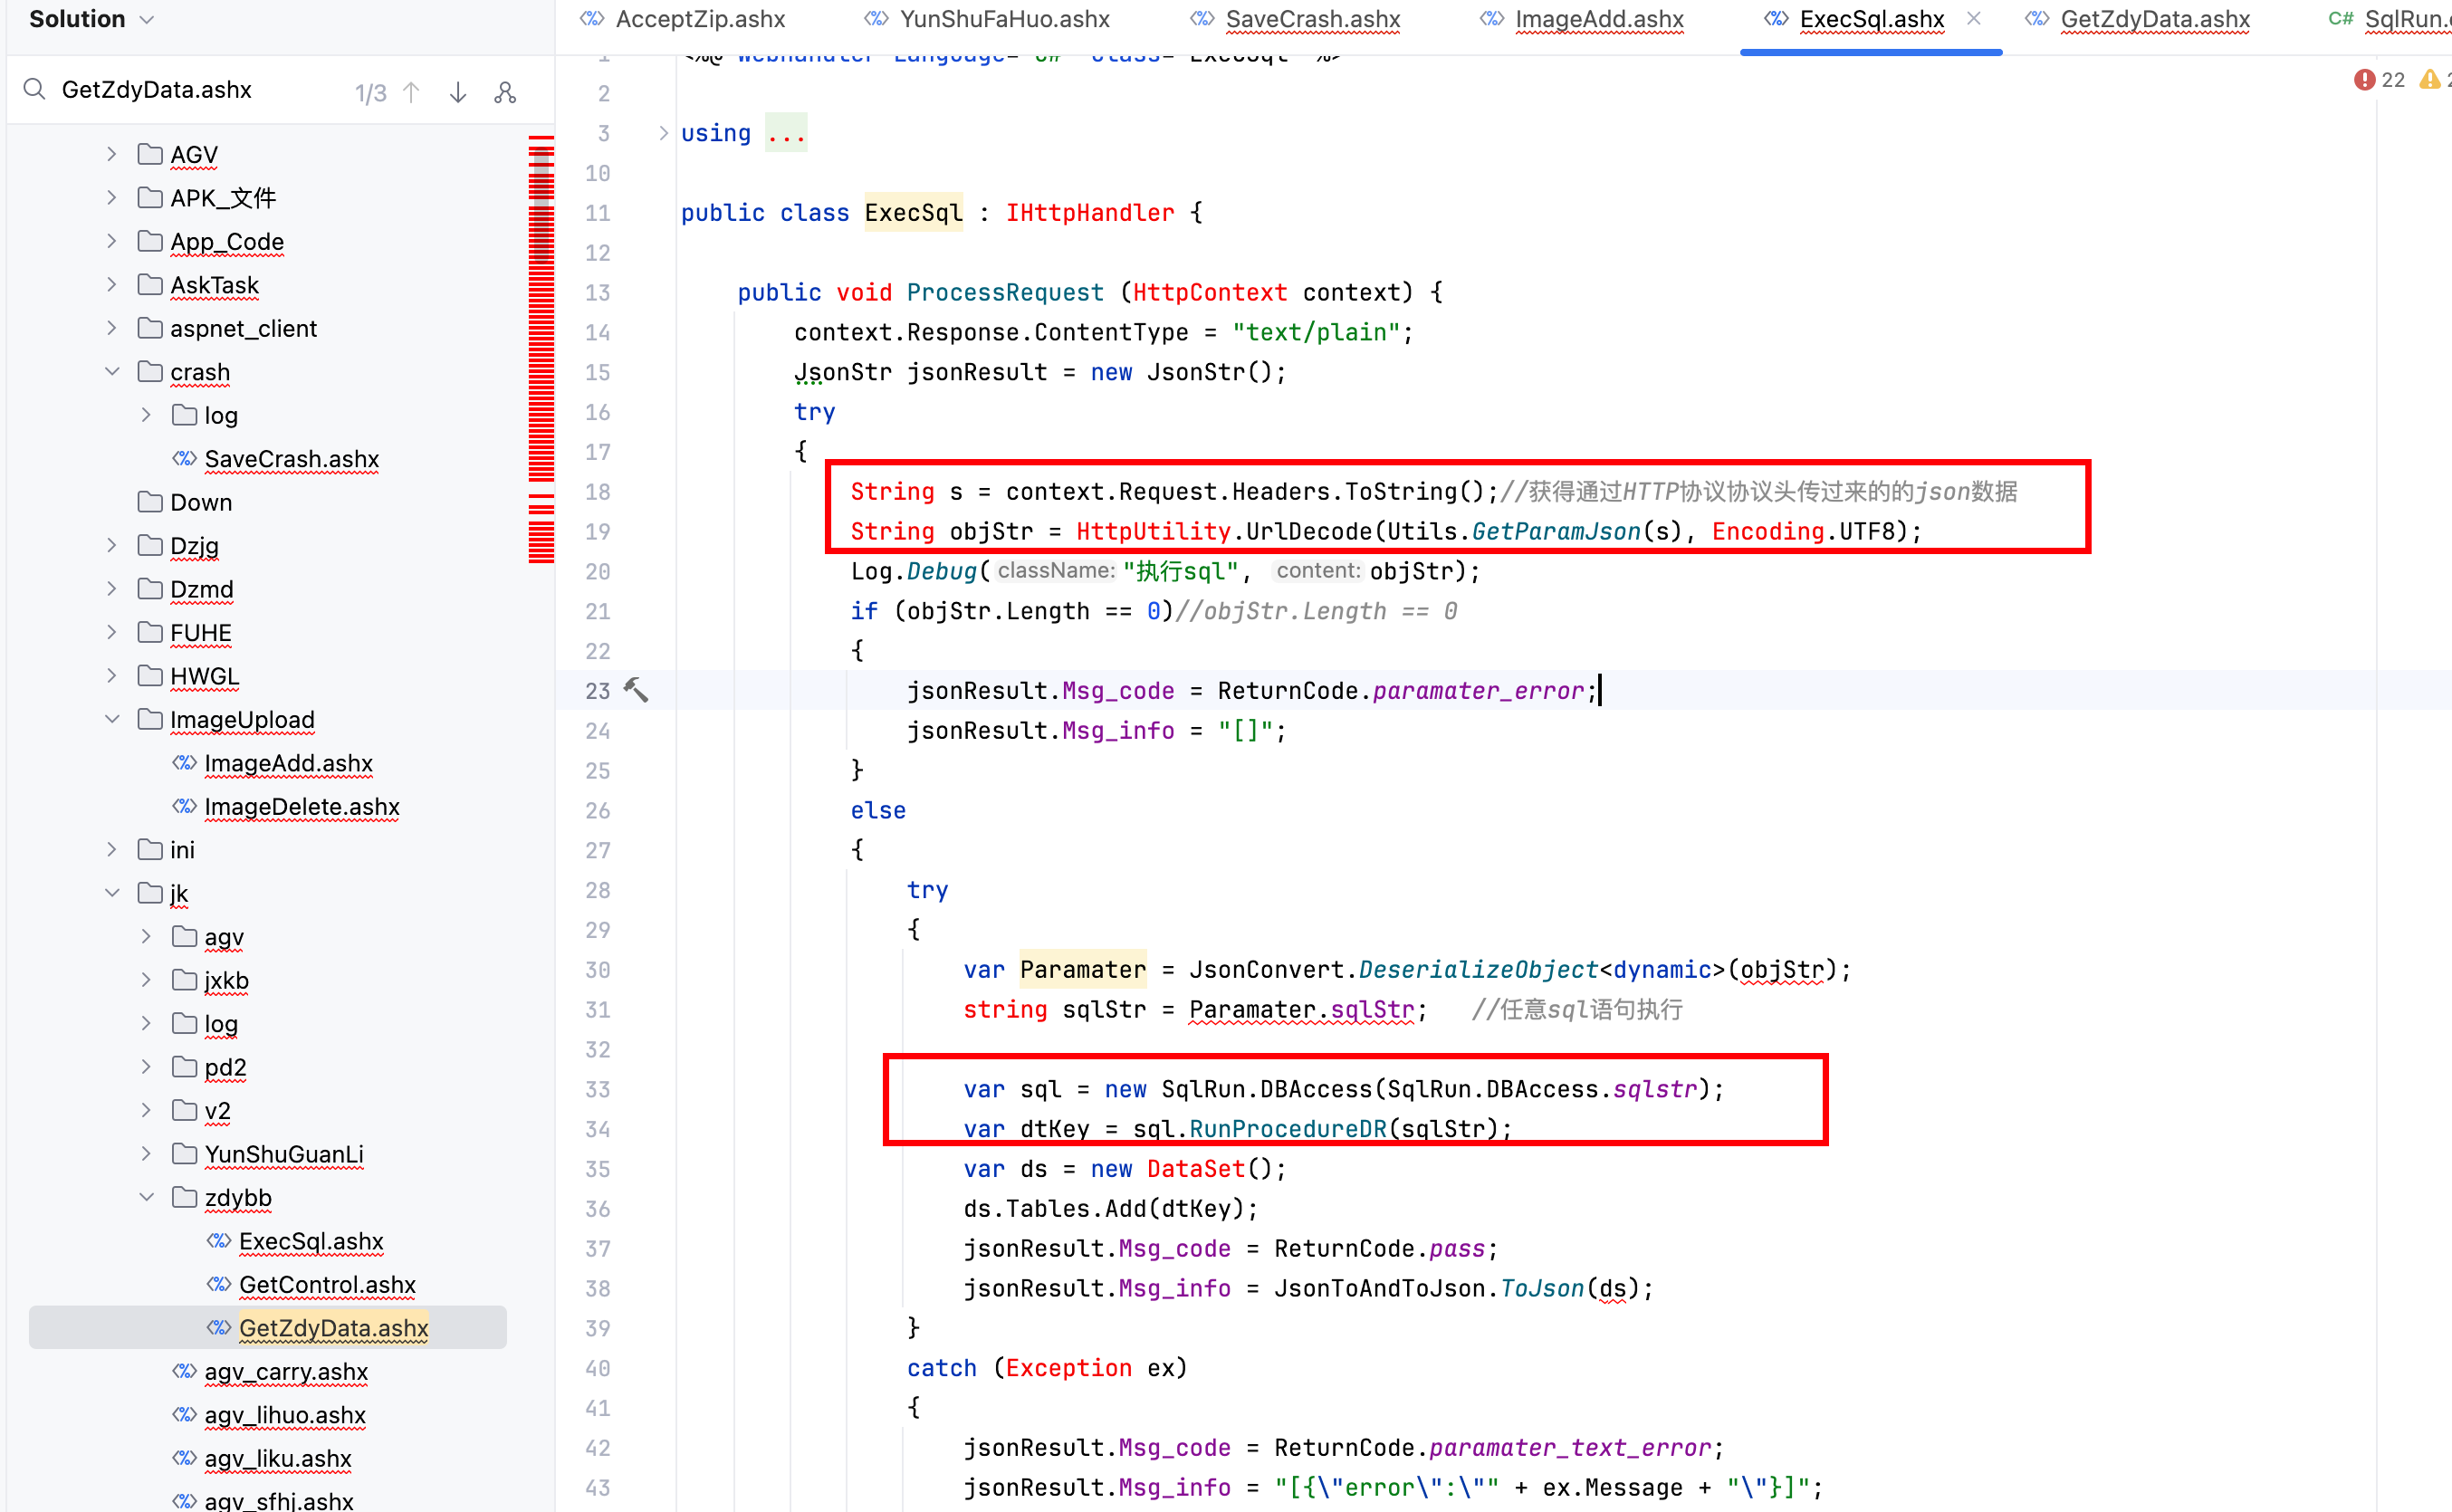 Solution
GetZdyData.ashx
1/3
AGV
APK_文件
App_Code
AskTask
aspnet_client
crash
log
SaveCrash.ashx
Down
Dzjg
Dzmd
FUHE
HWGL
ImageUpload
ImageAdd.ashx
ImageDelete.ashx
ini
jk
agv
jxkb
log
pd2
v2
YunShuGuanLi
zdybb
ExecSql.ashx
GetControl.ashx
GetZdyData.ashx
agv_carry.ashx
agv_lihuo.ashx
agv_liku.ashx
agv_sfhj.ashx
AcceptZip.ashx
YunShuFaHuo.ashx
SaveCrash.ashx
ImageAdd.ashx
ExecSql.ashx
GetZdyData.ashx
C# SqlRun.
22
1 <%@ WebHandler Language="C#" Class="ExecSql" %>
2
3 using ...
10
11 public class ExecSql : IHttpHandler {
12
13 public void ProcessRequest (HttpContext context) {
14 context.Response.ContentType = "text/plain";
15 JsonStr jsonResult = new JsonStr();
16 try
17 {
18 String s = context.Request.Headers.ToString();//获得通过HTTP协议协议头传过来的的json数据
19 String objStr = HttpUtility.UrlDecode(Utils.GetParamJson(s), Encoding.UTF8);
20 Log.Debug( className: "执行sql", content: objStr);
21 if (objStr.Length == 0)//objStr.Length == 0
22 {
23 jsonResult.Msg_code = ReturnCode.paramater_error;
24 jsonResult.Msg_info = "[]";
25 }
26 else
27 {
28 try
29 {
30 var Paramater = JsonConvert.DeserializeObject<dynamic>(objStr);
31 string sqlStr = Paramater.sqlStr; //任意sql语句执行
32
33 var sql = new SqlRun.DBAccess(SqlRun.DBAccess.sqlstr);
34 var dtKey = sql.RunProcedureDR(sqlStr);
35 var ds = new DataSet();
36 ds.Tables.Add(dtKey);
37 jsonResult.Msg_code = ReturnCode.pass;
38 jsonResult.Msg_info = JsonToAndToJson.ToJson(ds);
39 }
40 catch (Exception ex)
41 {
42 jsonResult.Msg_code = ReturnCode.paramater_text_error;
43 jsonResult.Msg_info = "[{\"error\":\"" + ex.Message + "\"}]";